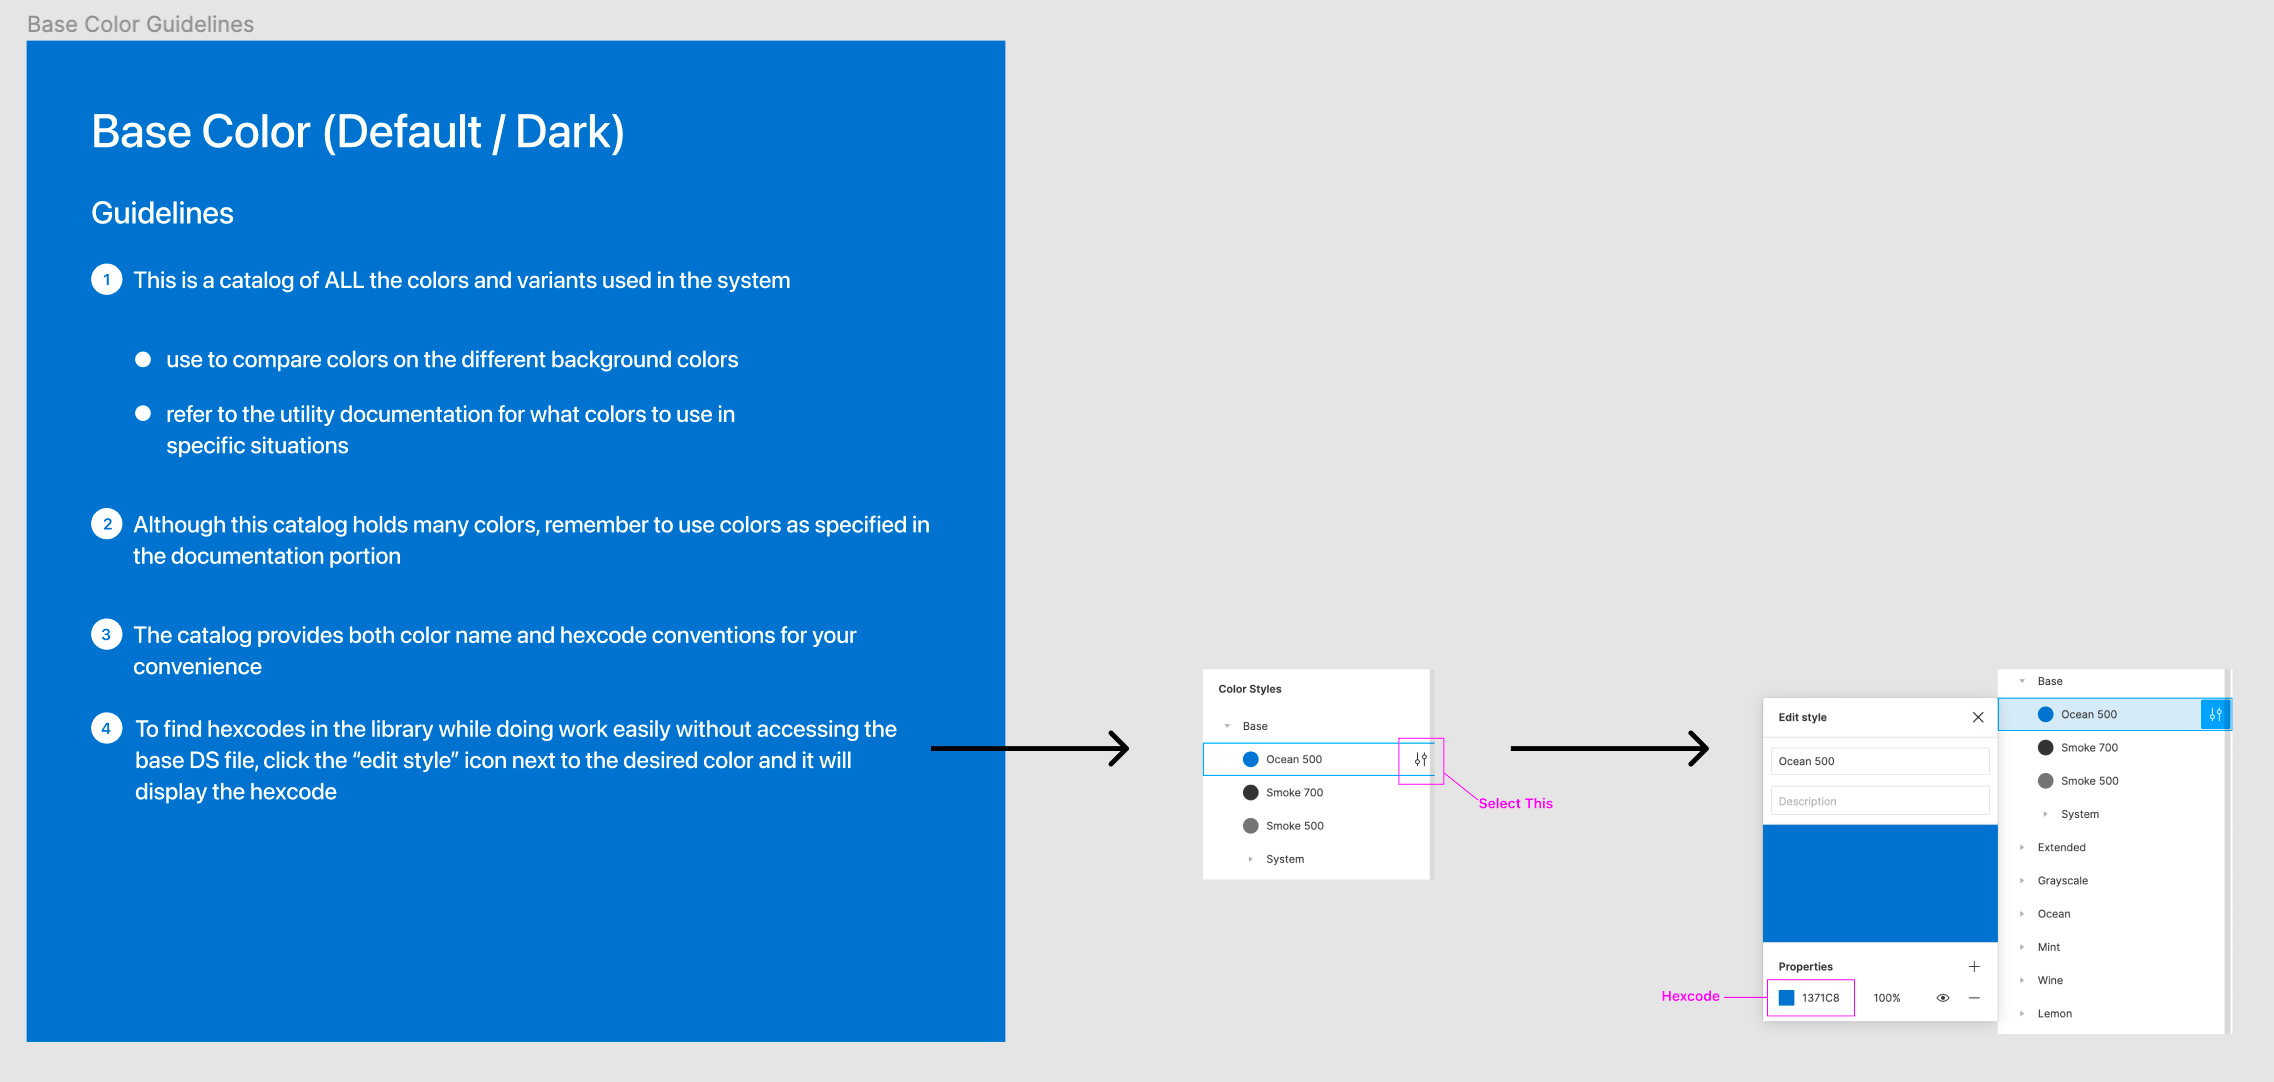 Base Color Guidelines
Base Color (Default / Dark)
Guidelines
1 This is a catalog of ALL the colors and variants used in the system
use to compare colors on the different background colors
refer to the utility documentation for what colors to use in
specific situations
2 Although this catalog holds many colors, remember to use colors as specified in
the documentation portion
3 The catalog provides both color name and hexcode conventions for your
convenience
4 To find hexcodes in the library while doing work easily without accessing the
base DS file, click the “edit style” icon next to the desired color and it will
display the hexcode
Color Styles
Base
Ocean 500
Smoke 700
Smoke 500
System
Select This
Edit style
Ocean 500
Description
Properties
1371C8 100%
Hexcode
Base
Ocean 500
Smoke 700
Smoke 500
System
Extended
Grayscale
Ocean
Mint
Wine
Lemon